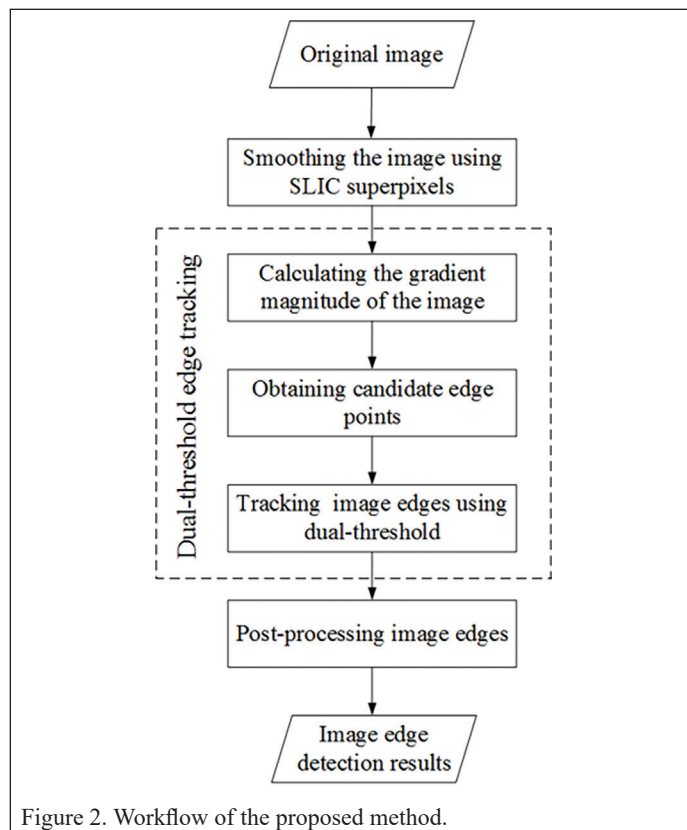 Original image
Smoothing the image using
SLIC superpixels
Dual-threshold edge tracking
Calculating the gradient
magnitude of the image
Obtaining candidate edge
points
Tracking image edges using
dual-threshold
Post-processing image edges
Image edge
detection results
Figure 2. Workflow of the proposed method.